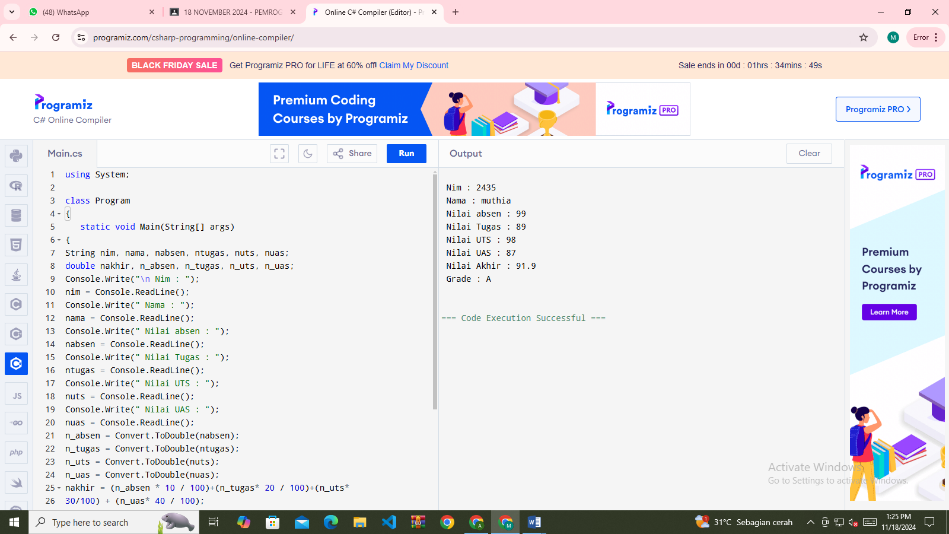 (48) WhatsApp
18 NOVEMBER 2024 - PEMROG
Online C# Compiler (Editor) - Pr
programiz.com/csharp-programming/online-compiler/
M
Error
BLACK FRIDAY SALE Get Programiz PRO for LIFE at 60% off! Claim My Discount
Sale ends in 00d : 01hrs : 34mins : 49s
Programiz
C# Online Compiler
Premium Coding
Courses by Programiz
Programiz PRO
Programiz PRO >
Main.cs
Share
Run
Output
Clear
1 using System;
2
3 class Program
4 {
5 static void Main(String[] args)
6 {
7 String nim, nama, nabsen, ntugas, nuts, nuas;
8 double nakhir, n_absen, n_tugas, n_uts, n_uas;
9 Console.Write("\n Nim : ");
10 nim = Console.ReadLine();
11 Console.Write(" Nama : ");
12 nama = Console.ReadLine();
13 Console.Write(" Nilai absen : ");
14 nabsen = Console.ReadLine();
15 Console.Write(" Nilai Tugas : ");
16 ntugas = Console.ReadLine();
17 Console.Write(" Nilai UTS : ");
18 nuts = Console.ReadLine();
19 Console.Write(" Nilai UAS : ");
20 nuas = Console.ReadLine();
21 n_absen = Convert.ToDouble(nabsen);
22 n_tugas = Convert.ToDouble(ntugas);
23 n_uts = Convert.ToDouble(nuts);
24 n_uas = Convert.ToDouble(nuas);
25 nakhir = (n_absen * 10 / 100)+(n_tugas* 20 / 100)+(n_uts*
26 30/100) + (n_uas* 40 / 100);
Nim : 2435
Nama : muthia
Nilai absen : 99
Nilai Tugas : 89
Nilai UTS : 98
Nilai UAS : 87
Nilai Akhir : 91.9
Grade : A
=== Code Execution Successful ===
Programiz PRO
Premium
Courses by
Programiz
Learn More
JS
GO
php
Activate Windows
Go to Settings to activate Windows.
Type here to search
31°C Sebagian cerah
1:25 PM
11/18/2024